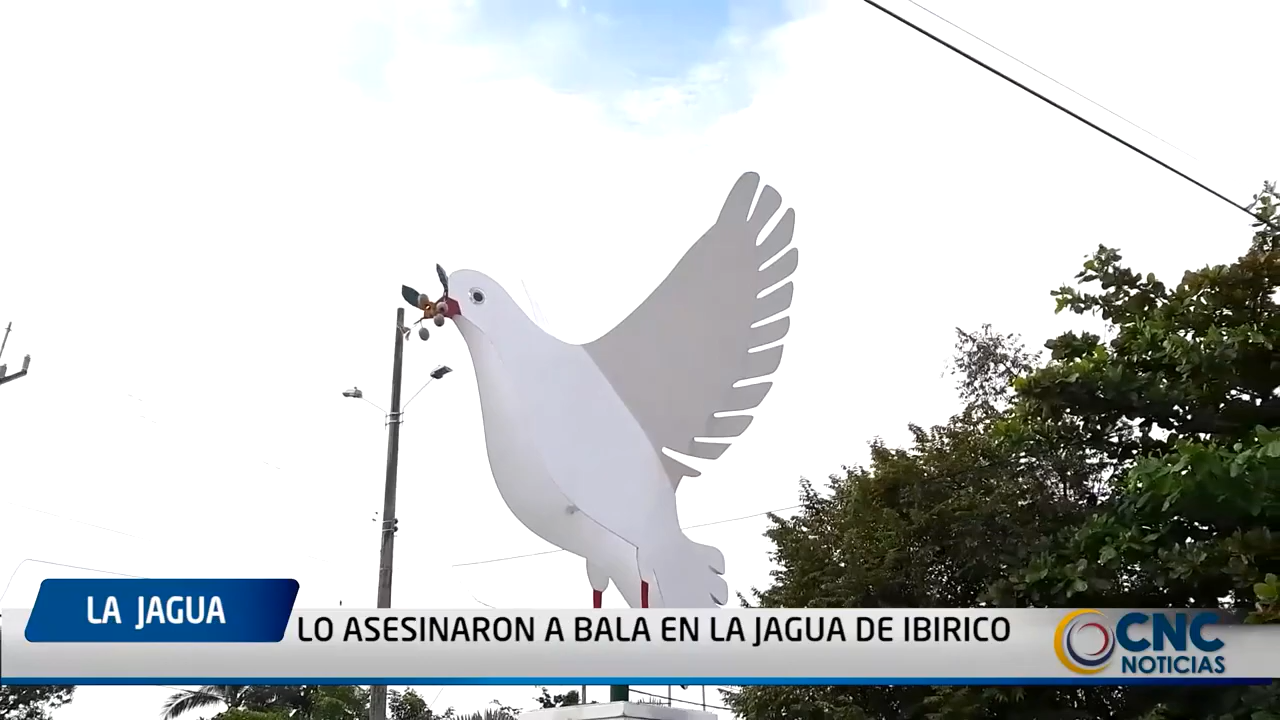 LA JAGUA
LO ASESINARON A BALA EN LA JAGUA DE IBIRICO
CNC
NOTICIAS